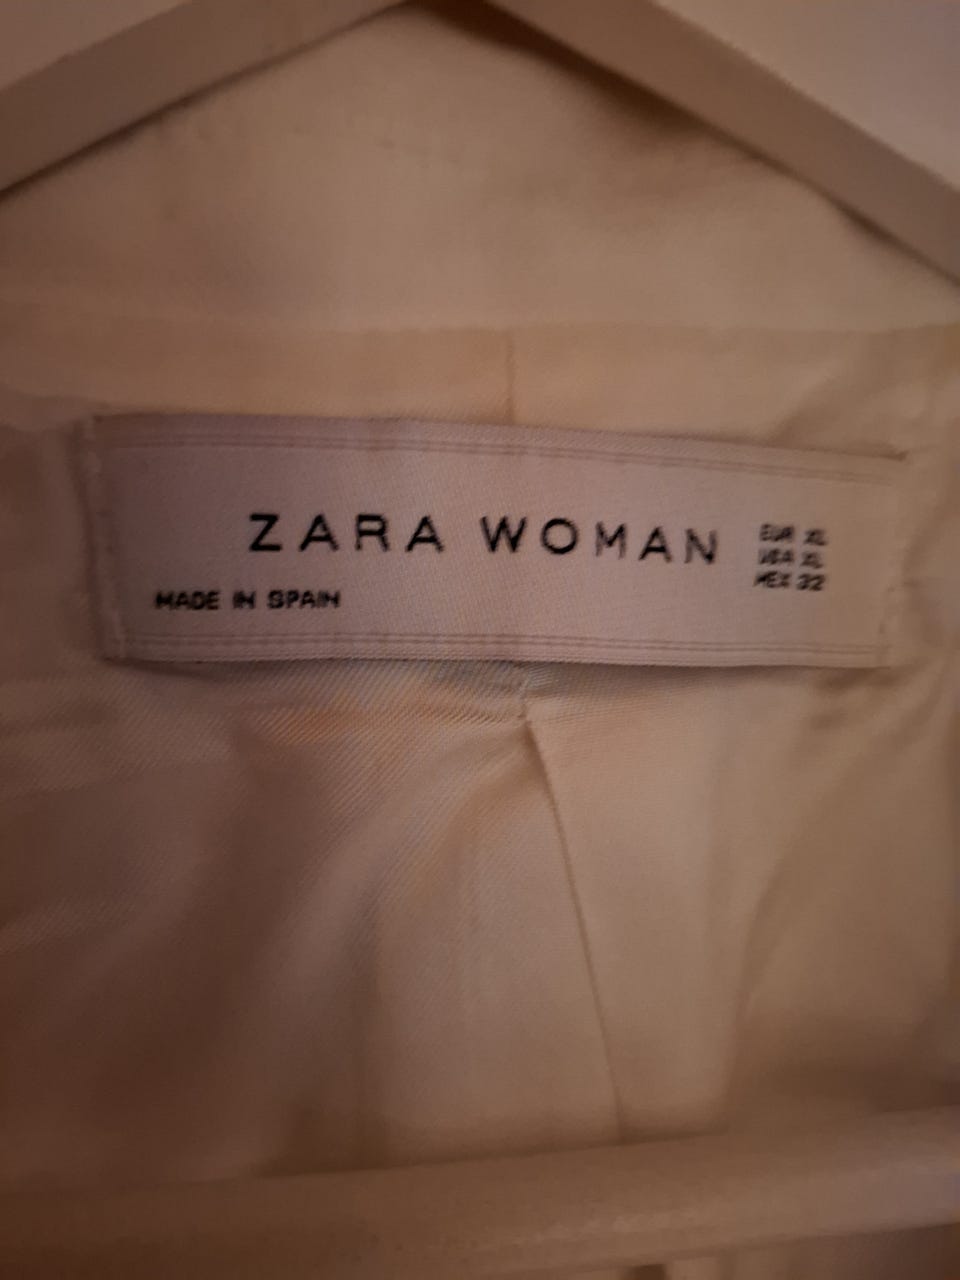 ZARA WOMAN
EUR XL
USA XL
MEX 32
MADE IN SPAIN